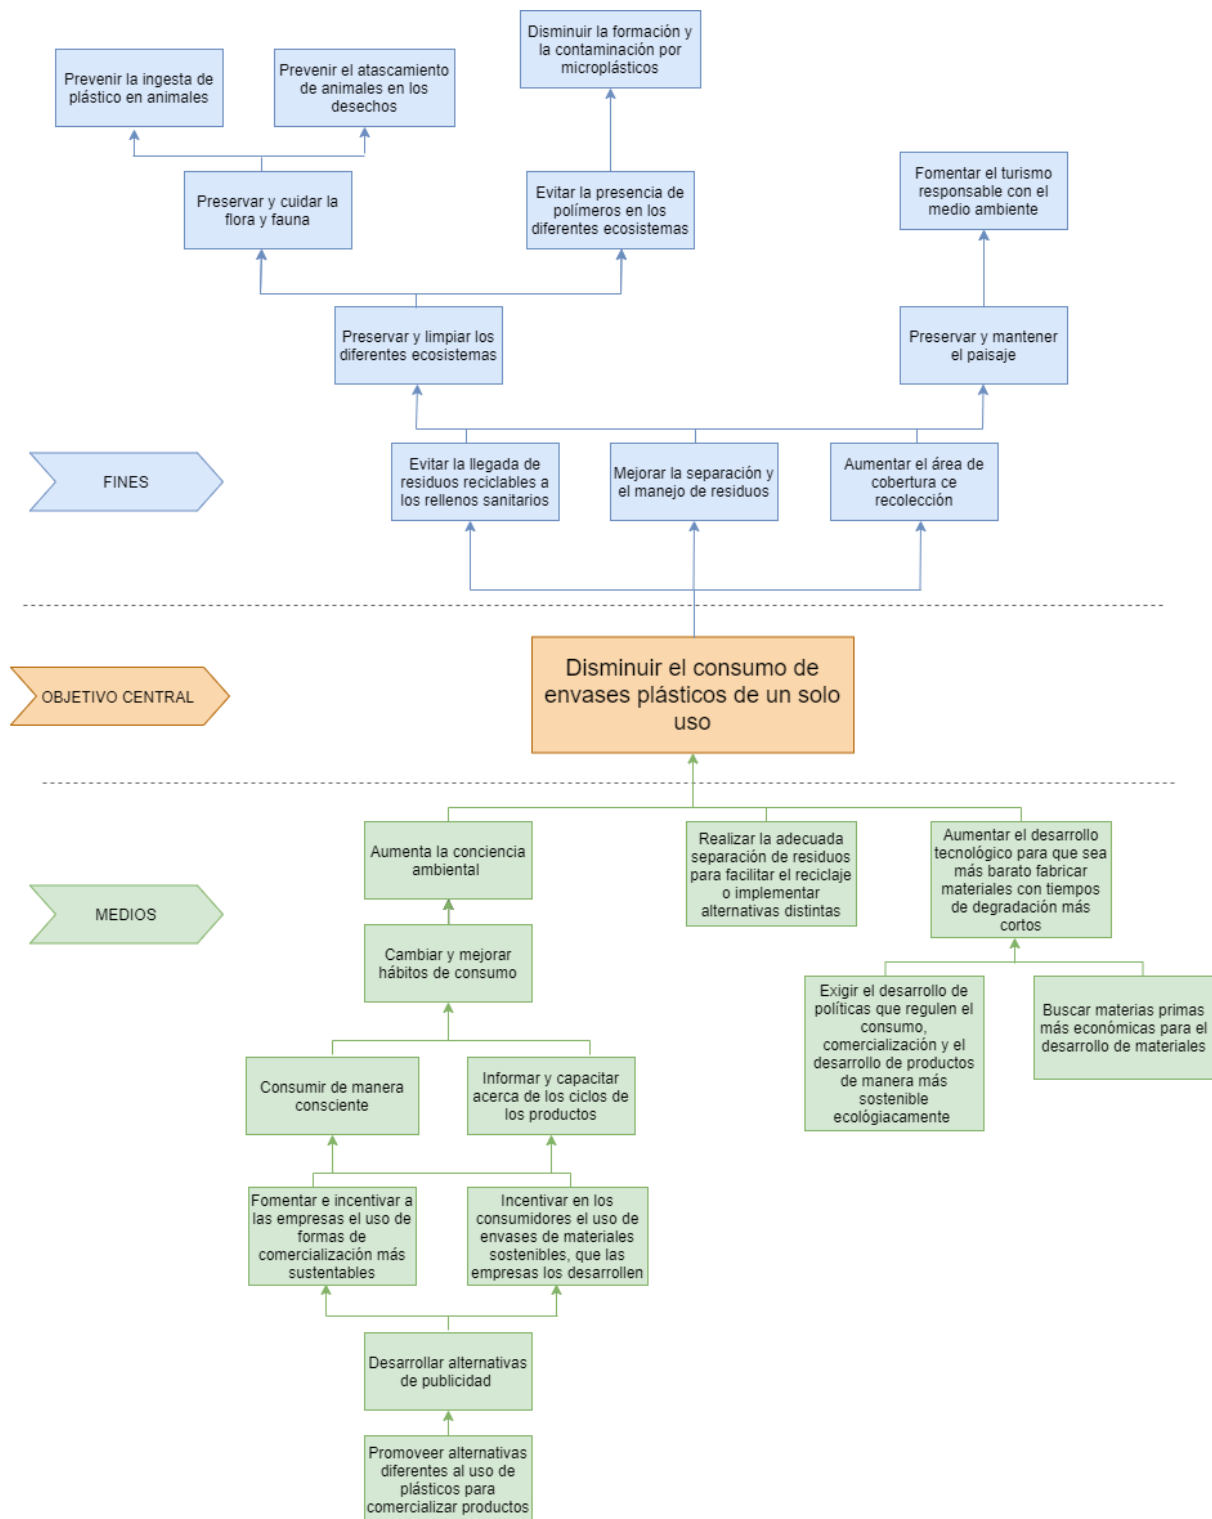 Disminuir la formación y
la contaminación por
microplásticos
Prevenir la ingesta de
plástico en animales
Prevenir el atascamiento
de animales en los
desechos
Preservar y cuidar la
flora y fauna
Evitar la presencia de
polímeros en los
diferentes ecosistemas
Fomentar el turismo
responsable con el
medio ambiente
Preservar y limpiar los
diferentes ecosistemas
Preservar y mantener
el paisaje
FINES
Evitar la llegada de
residuos reciclables a
los rellenos sanitarios
Mejorar la separación y
el manejo de residuos
Aumentar el área de
cobertura ce
recolección
OBJETIVO CENTRAL
Disminuir el consumo de
envases plásticos de un solo
uso
MEDIOS
Aumenta la conciencia
ambiental
Realizar la adecuada
separación de residuos
para facilitar el reciclaje
o implementar
alternativas distintas
Aumentar el desarrollo
tecnológico para que sea
más barato fabricar
materiales con tiempos
de degradación más
cortos
Cambiar y mejorar
hábitos de consumo
Exigir el desarrollo de
políticas que regulen el
consumo,
comercialización y el
desarrollo de productos
de manera más
sostenible
ecológiacamente
Buscar materias primas
más económicas para el
desarrollo de materiales
Consumir de manera
consciente
Informar y capacitar
acerca de los ciclos de
los productos
Fomentar e incentivar a
las empresas el uso de
formas de
comercialización más
sustentables
Incentivar en los
consumidores el uso de
envases de materiales
sostenibles, que las
empresas los desarrollen
Desarrollar alternativas
de publicidad
Promoveer alternativas
diferentes al uso de
plásticos para
comercializar productos